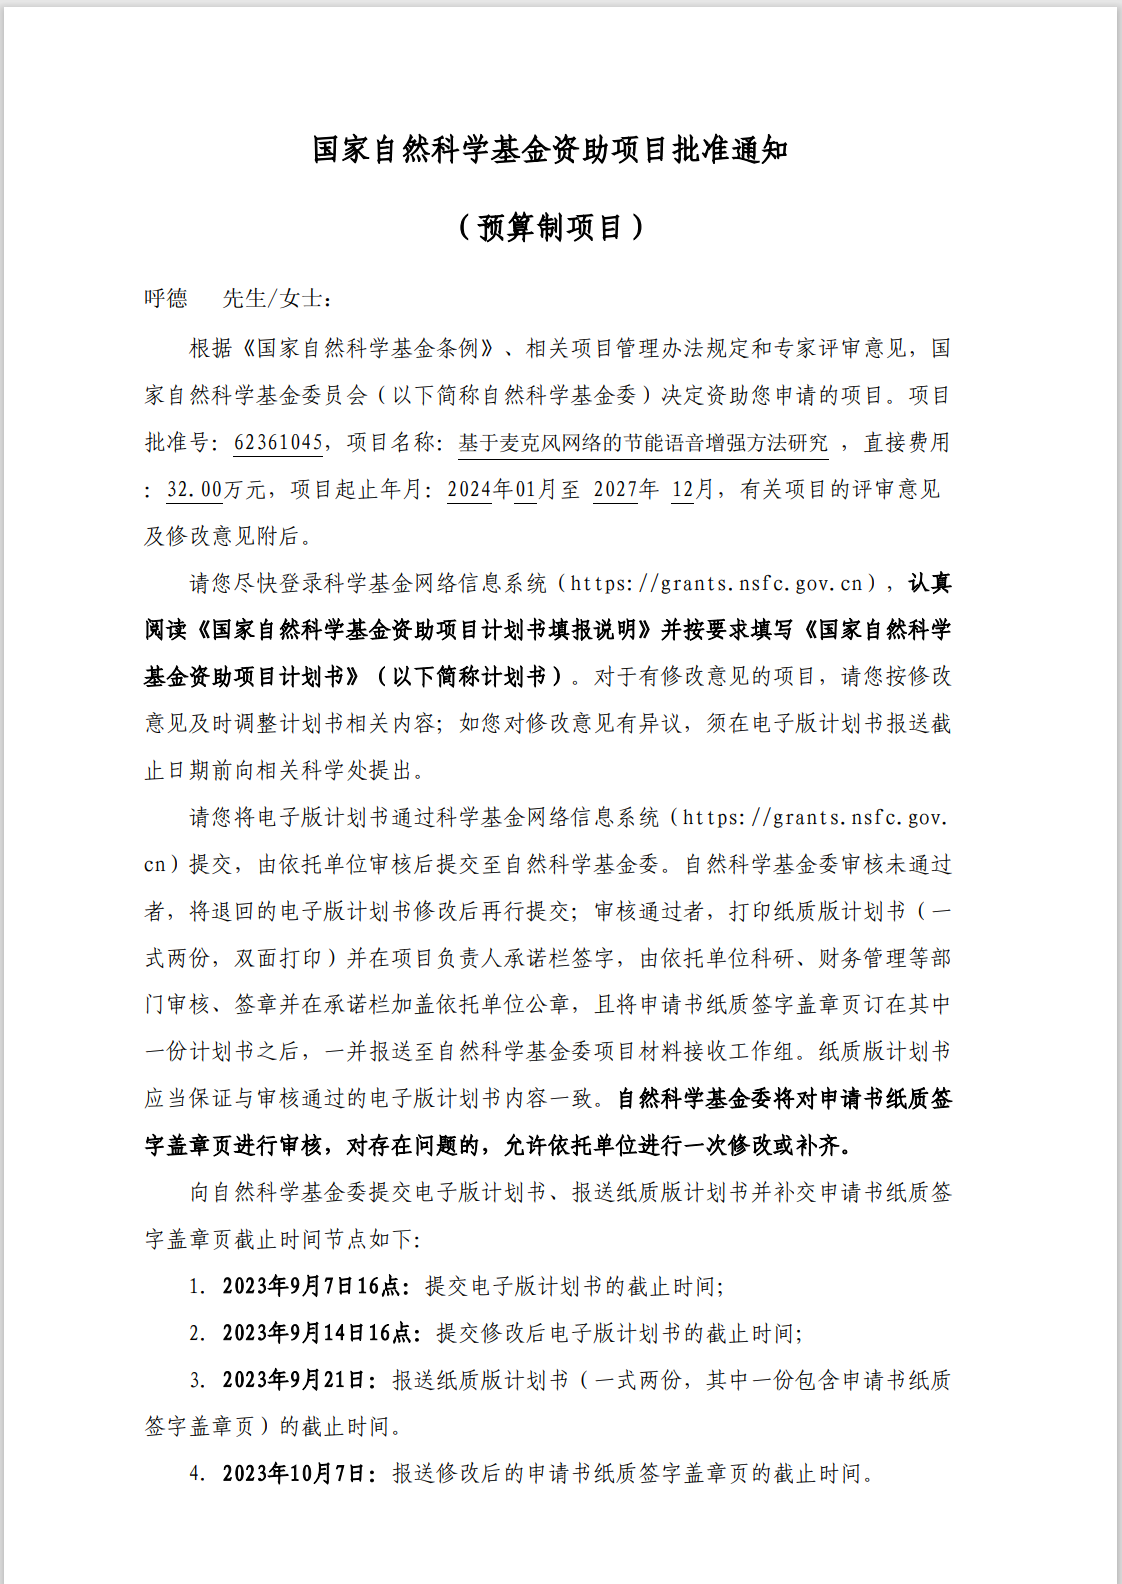 国家自然科学基金资助项目批准通知
（预算制项目）
呼德 先生/女士：
根据《国家自然科学基金条例》、相关项目管理办法规定和专家评审意见，国
家自然科学基金委员会（以下简称自然科学基金委）决定资助您申请的项目。项目
批准号：62361045，项目名称：基于麦克风网络的节能语音增强方法研究 ，直接费用
：32.00万元，项目起止年月：2024年01月至 2027年 12月，有关项目的评审意见
及修改意见附后。
请您尽快登录科学基金网络信息系统（https://grants.nsfc.gov.cn），认真
阅读《国家自然科学基金资助项目计划书填报说明》并按要求填写《国家自然科学
基金资助项目计划书》（以下简称计划书）。对于有修改意见的项目，请您按修改
意见及时调整计划书相关内容；如您对修改意见有异议，须在电子版计划书报送截
止日期前向相关科学处提出。
请您将电子版计划书通过科学基金网络信息系统（https://grants.nsfc.gov.
cn）提交，由依托单位审核后提交至自然科学基金委。自然科学基金委审核未通过
者，将退回的电子版计划书修改后再行提交；审核通过者，打印纸质版计划书（一
式两份，双面打印）并在项目负责人承诺栏签字，由依托单位科研、财务管理等部
门审核、签章并在承诺栏加盖依托单位公章，且将申请书纸质签字盖章页订在其中
一份计划书之后，一并报送至自然科学基金委项目材料接收工作组。纸质版计划书
应当保证与审核通过的电子版计划书内容一致。自然科学基金委将对申请书纸质签
字盖章页进行审核，对存在问题的，允许依托单位进行一次修改或补齐。
向自然科学基金委提交电子版计划书、报送纸质版计划书并补交申请书纸质签
字盖章页截止时间节点如下：
1. 2023年9月7日16点：提交电子版计划书的截止时间；
2. 2023年9月14日16点：提交修改后电子版计划书的截止时间；
3. 2023年9月21日：报送纸质版计划书（一式两份，其中一份包含申请书纸质
签字盖章页）的截止时间。
4. 2023年10月7日：报送修改后的申请书纸质签字盖章页的截止时间。